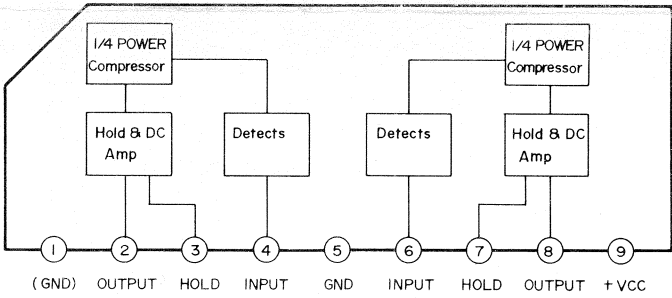 1/4 POWER
Compressor
1/4 POWER
Compressor
Hold & DC
Amp
Detects
Detects
Hold & DC
Amp
1 2 3 4 5 6 7 8 9
(GND) OUTPUT HOLD INPUT GND INPUT HOLD OUTPUT +VCC